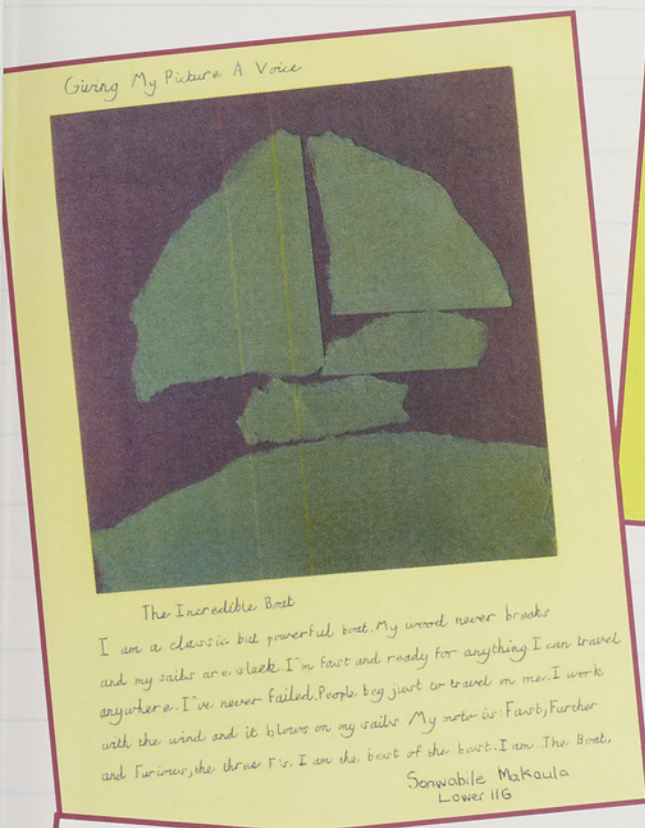 Giving My Picture A Voice
The Incredible Boat
I am a classic but powerful boat. My wood never breaks
and my sails are sleek. I'm fast and ready for anything. I can travel
anywhere. I've never failed. People beg just to travel on me. I work
with the wind and it blows on my sails. My moto is: Fast, Further
and Furious, the three F's. I am the best of the best. I am...The Boat.
Sonwabile Makaula
Lower 11G